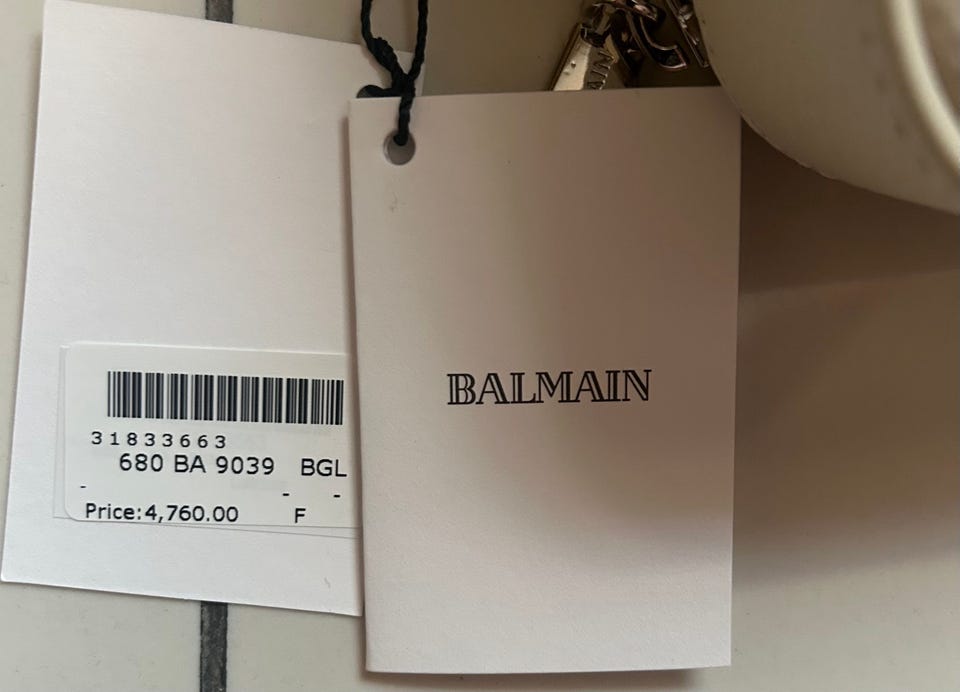 31833663
680 BA 9039 BGL
- - -
Price:4,760.00 F
BALMAIN